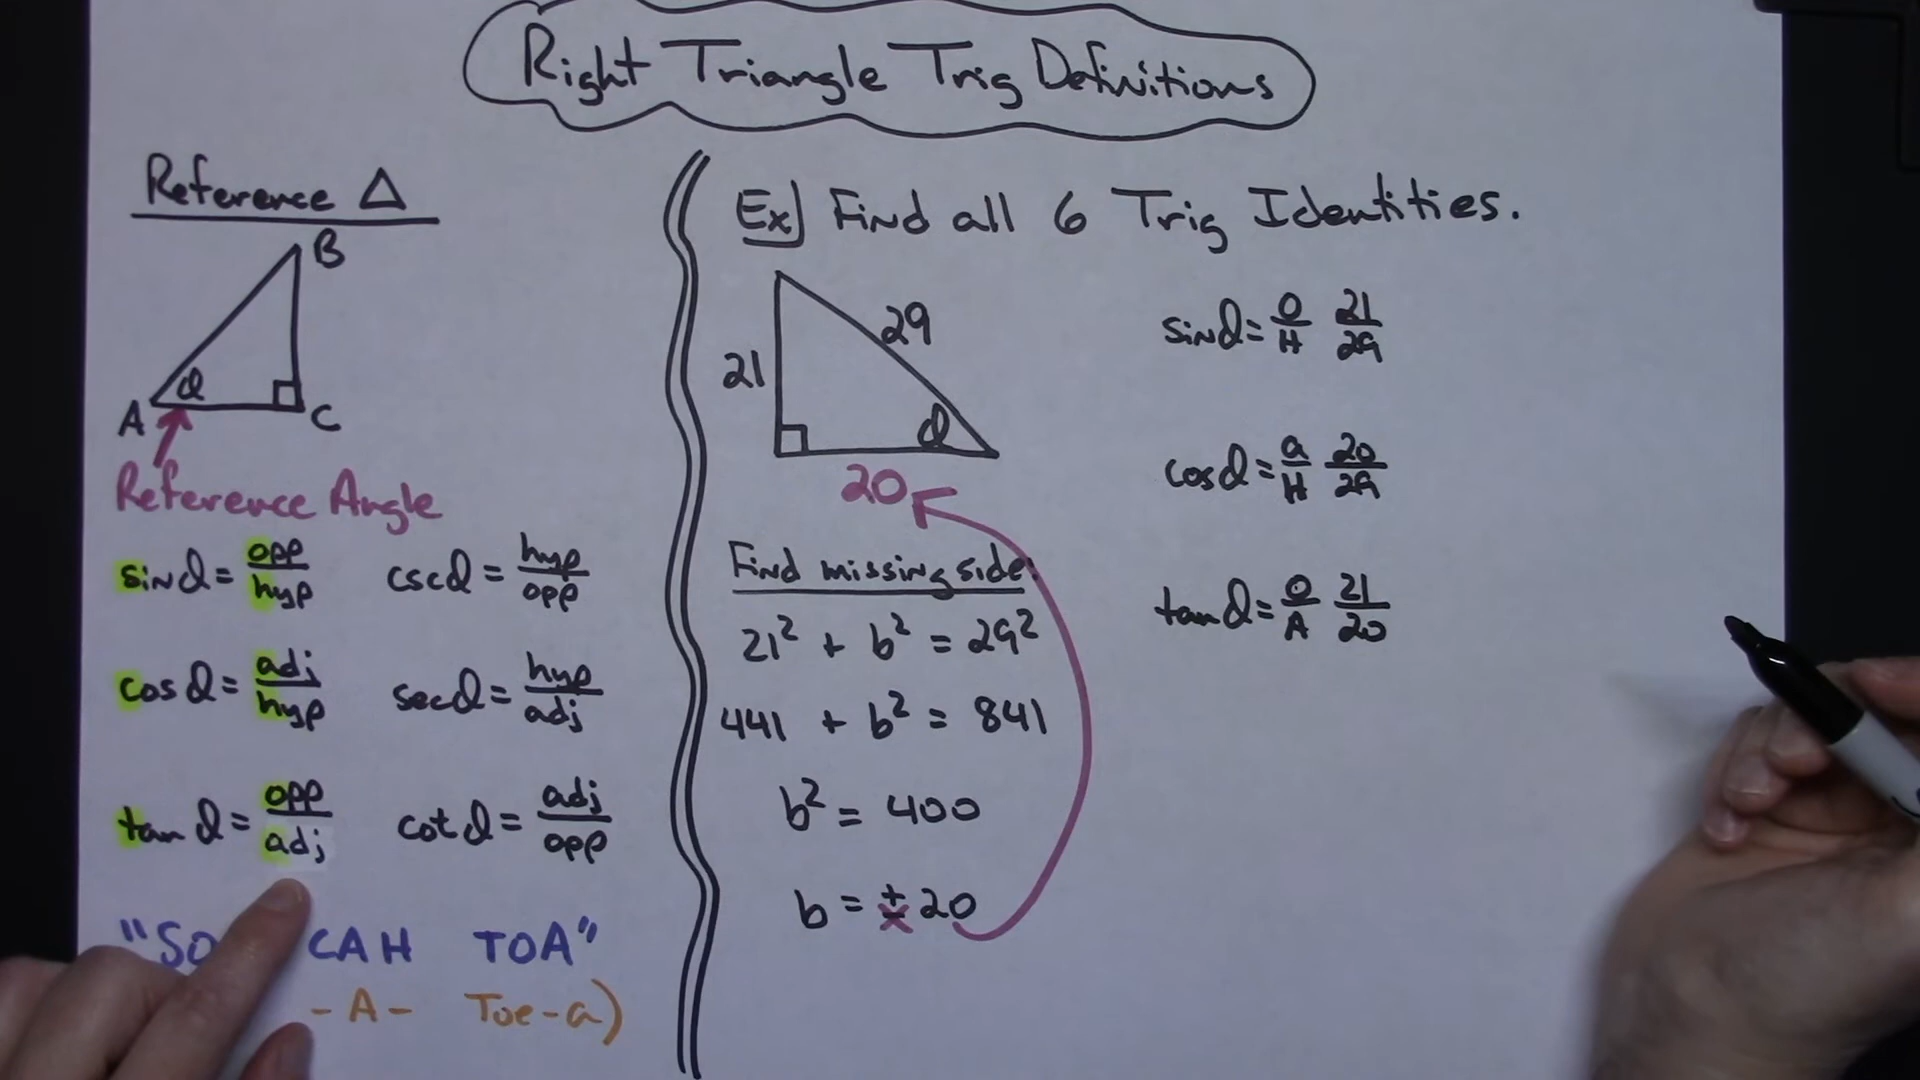 Right Triangle Trig Definitions
Reference Δ
B
A
α
C
Reference Angle
sin α = opp/hyp
csc α = hyp/opp
cos α = adj/hyp
sec α = hyp/adj
tan α = opp/adj
cot α = adj/opp
CAH TOA"
-A- Toe-a)
Ex] Find all 6 Trig Identities.
21
29
α
20
Find missing side:
21² + b² = 29²
441 + b² = 841
b² = 400
b = ± 20
sin α = O/H 21/29
cos α = a/H 20/29
tan α = O/A 21/20